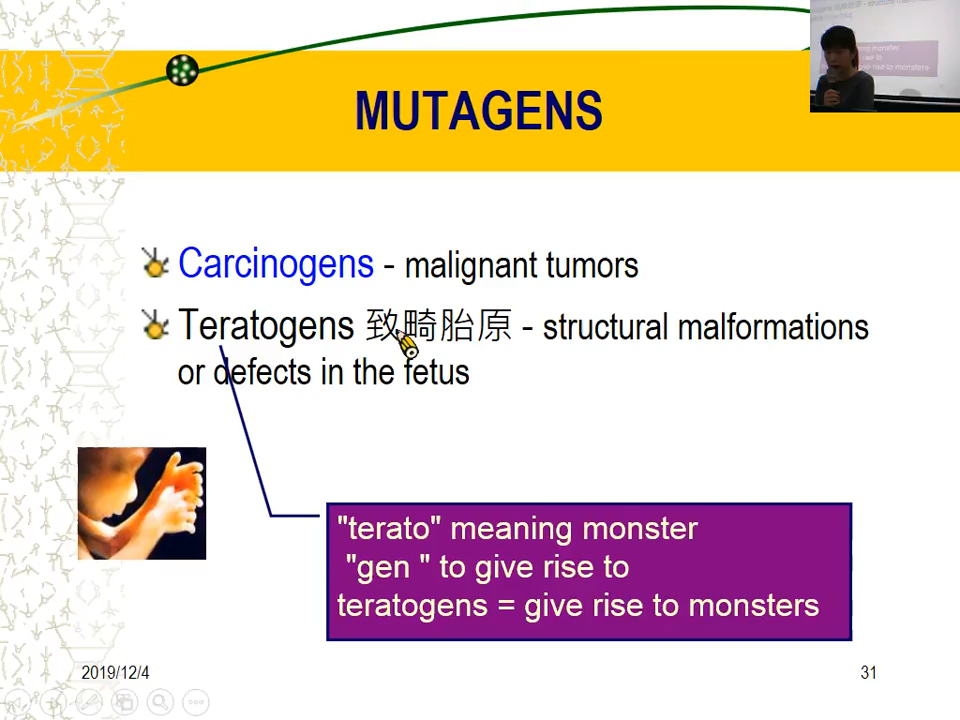 MUTAGENS
Carcinogens - malignant tumors
Teratogens 致畸胎原 - structural malformations
or defects in the fetus
"terato" meaning monster
"gen " to give rise to
teratogens = give rise to monsters
2019/12/4
31